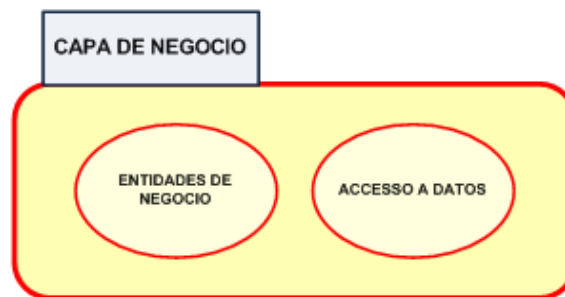 CAPA DE NEGOCIO
ENTIDADES DE
NEGOCIO
ACCESSO A DATOS